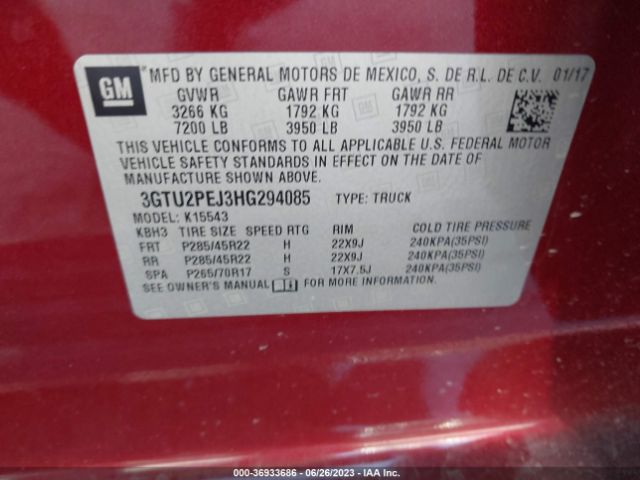 GM
MFD BY GENERAL MOTORS DE MEXICO, S. DE R.L. DE C.V. 01/17
GVWR GAWR FRT GAWR RR
3266 KG 1792 KG 1792 KG
7200 LB 3950 LB 3950 LB
THIS VEHICLE CONFORMS TO ALL APPLICABLE U.S. FEDERAL MOTOR
VEHICLE SAFETY STANDARDS IN EFFECT ON THE DATE OF
MANUFACTURE SHOWN ABOVE.
3GTU2PEJ3HG294085 TYPE: TRUCK
MODEL: K15543
KBH3 TIRE SIZE SPEED RTG RIM COLD TIRE PRESSURE
FRT P285/45R22 H 22X9J 240KPA(35PSI)
RR P285/45R22 H 22X9J 240KPA(35PSI)
SPA P265/70R17 S 17X7.5J 240KPA(35PSI)
SEE OWNER'S MANUAL FOR MORE INFORMATION
000-36933686 - 06/26/2023 - IAA Inc.